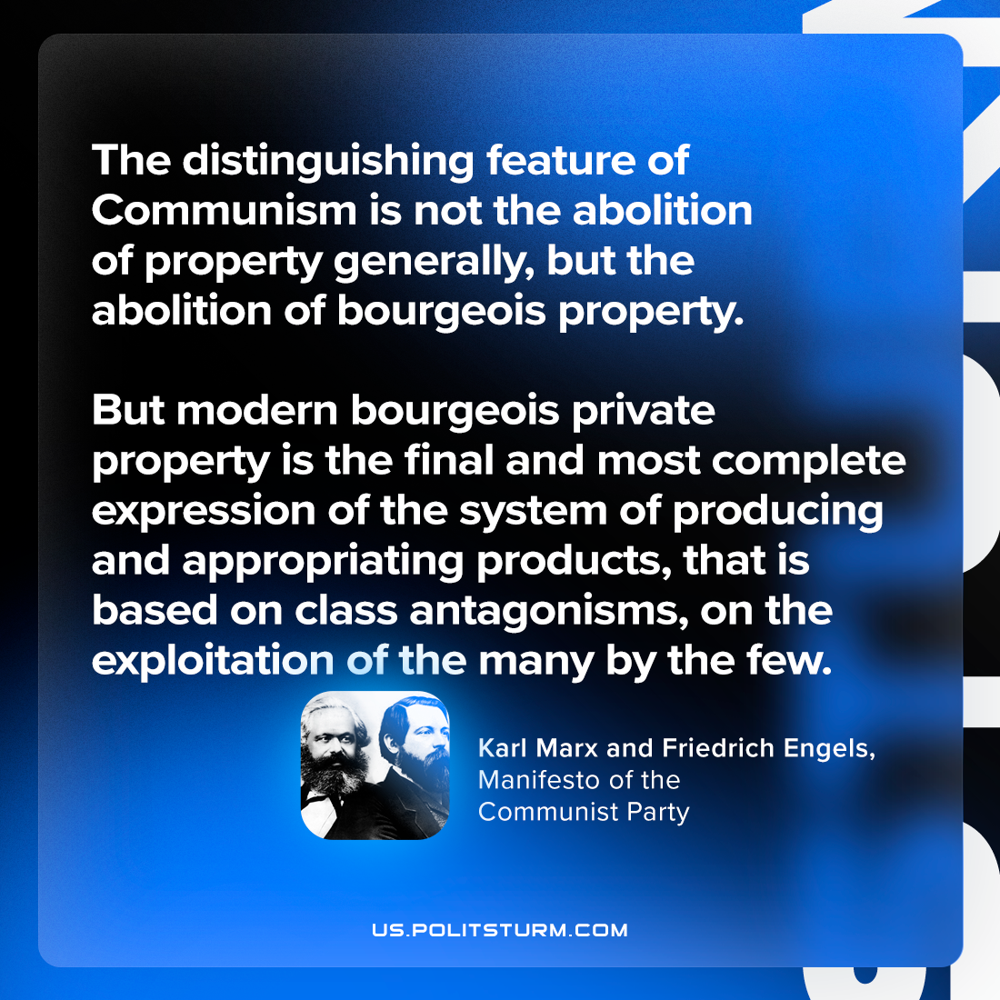 The distinguishing feature of
Communism is not the abolition
of property generally, but the
abolition of bourgeois property.
But modern bourgeois private
property is the final and most complete
expression of the system of producing
and appropriating products, that is
based on class antagonisms, on the
exploitation of the many by the few.
Karl Marx and Friedrich Engels,
Manifesto of the
Communist Party
US.POLITSTURM.COM